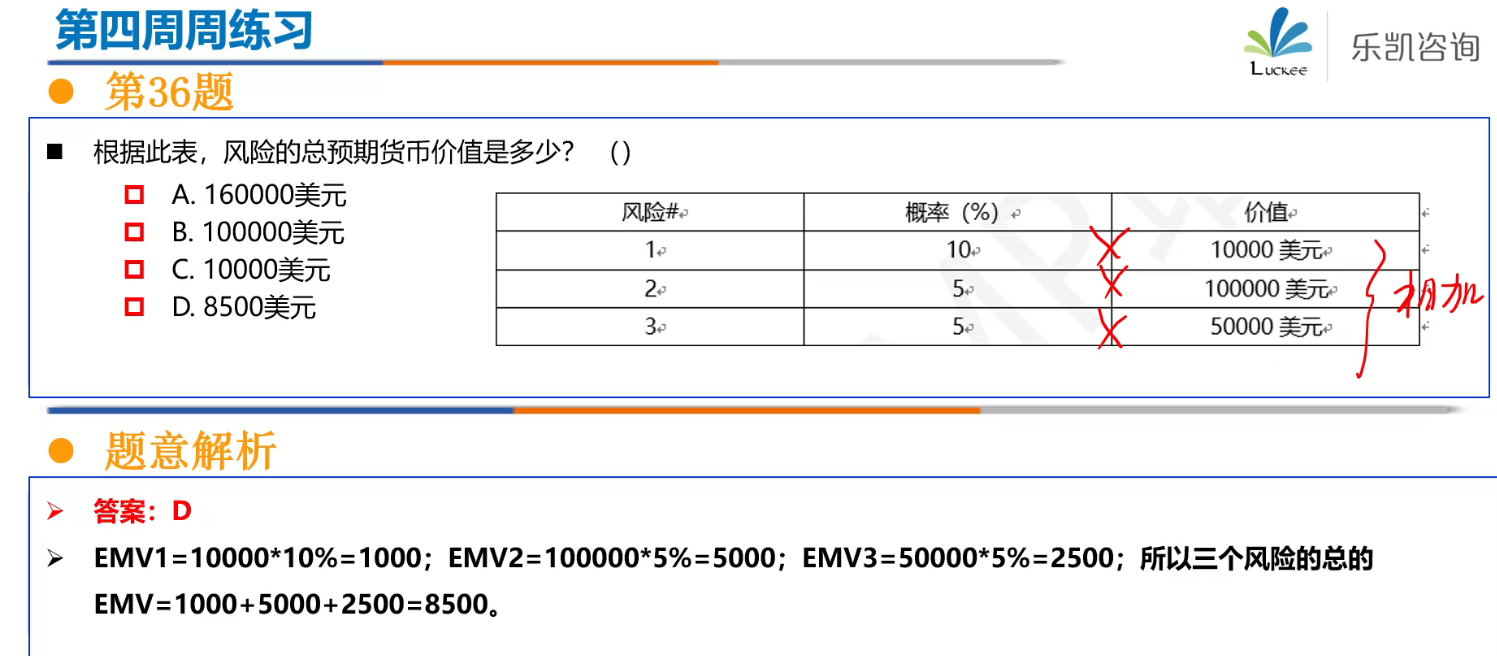 第四周周练习
Luckee 乐凯咨询
第36题
根据此表，风险的总预期货币价值是多少？ （）
A. 160000美元
B. 100000美元
C. 10000美元
D. 8500美元
风险# 概率（%） 价值
1 10 10000 美元
2 5 100000 美元
3 5 50000 美元
相加
题意解析
答案：D
EMV1=10000*10%=1000；EMV2=100000*5%=5000；EMV3=50000*5%=2500；所以三个风险的总的
EMV=1000+5000+2500=8500。